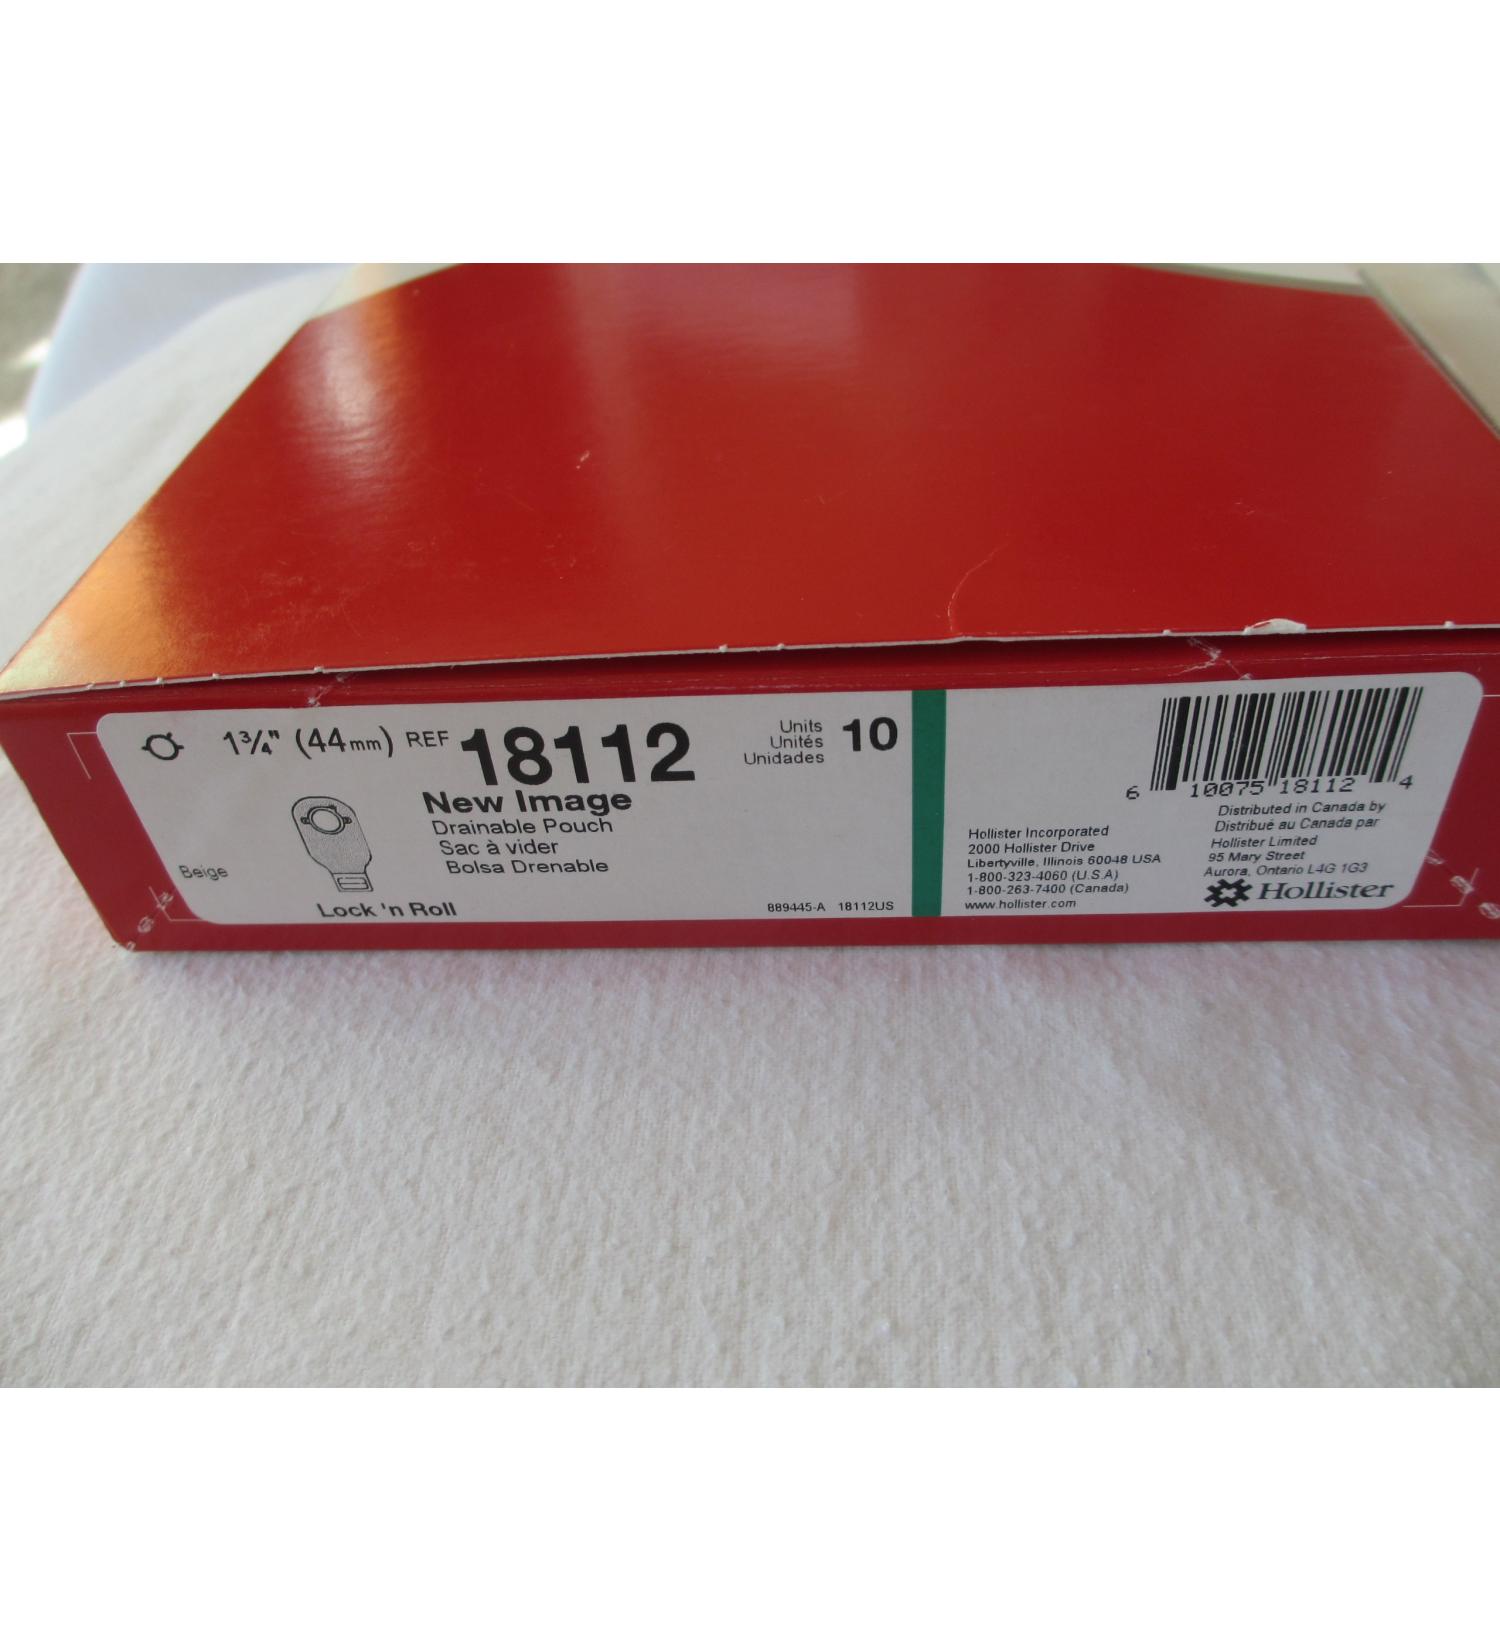 1¾" (44mm) REF 18112
Units
Unités
Unidades
10
New Image
Drainable Pouch
Sac à vider
Bolsa Drenable
Beige
Lock 'n Roll
889445-A 18112US
Hollister Incorporated
2000 Hollister Drive
Libertyville, Illinois 60048 USA
1-800-323-4060 (U.S.A)
1-800-263-7400 (Canada)
www.hollister.com
6 10075 18112 4
Distributed in Canada by
Distribué au Canada par
Hollister Limited
95 Mary Street
Aurora, Ontario L4G 1G3
Hollister